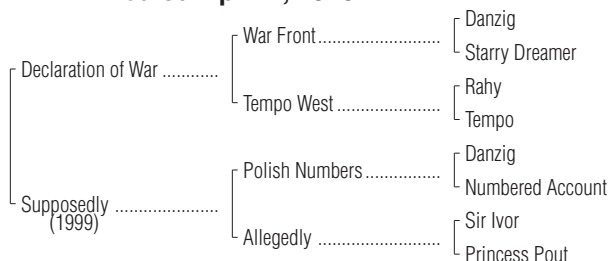 Danzig
War Front
Starry Dreamer
Declaration of War
Rahy
Tempo West
Tempo
Danzig
Polish Numbers
Numbered Account
Supposedly
(1999)
Sir Ivor
Allegedly
Princess Pout